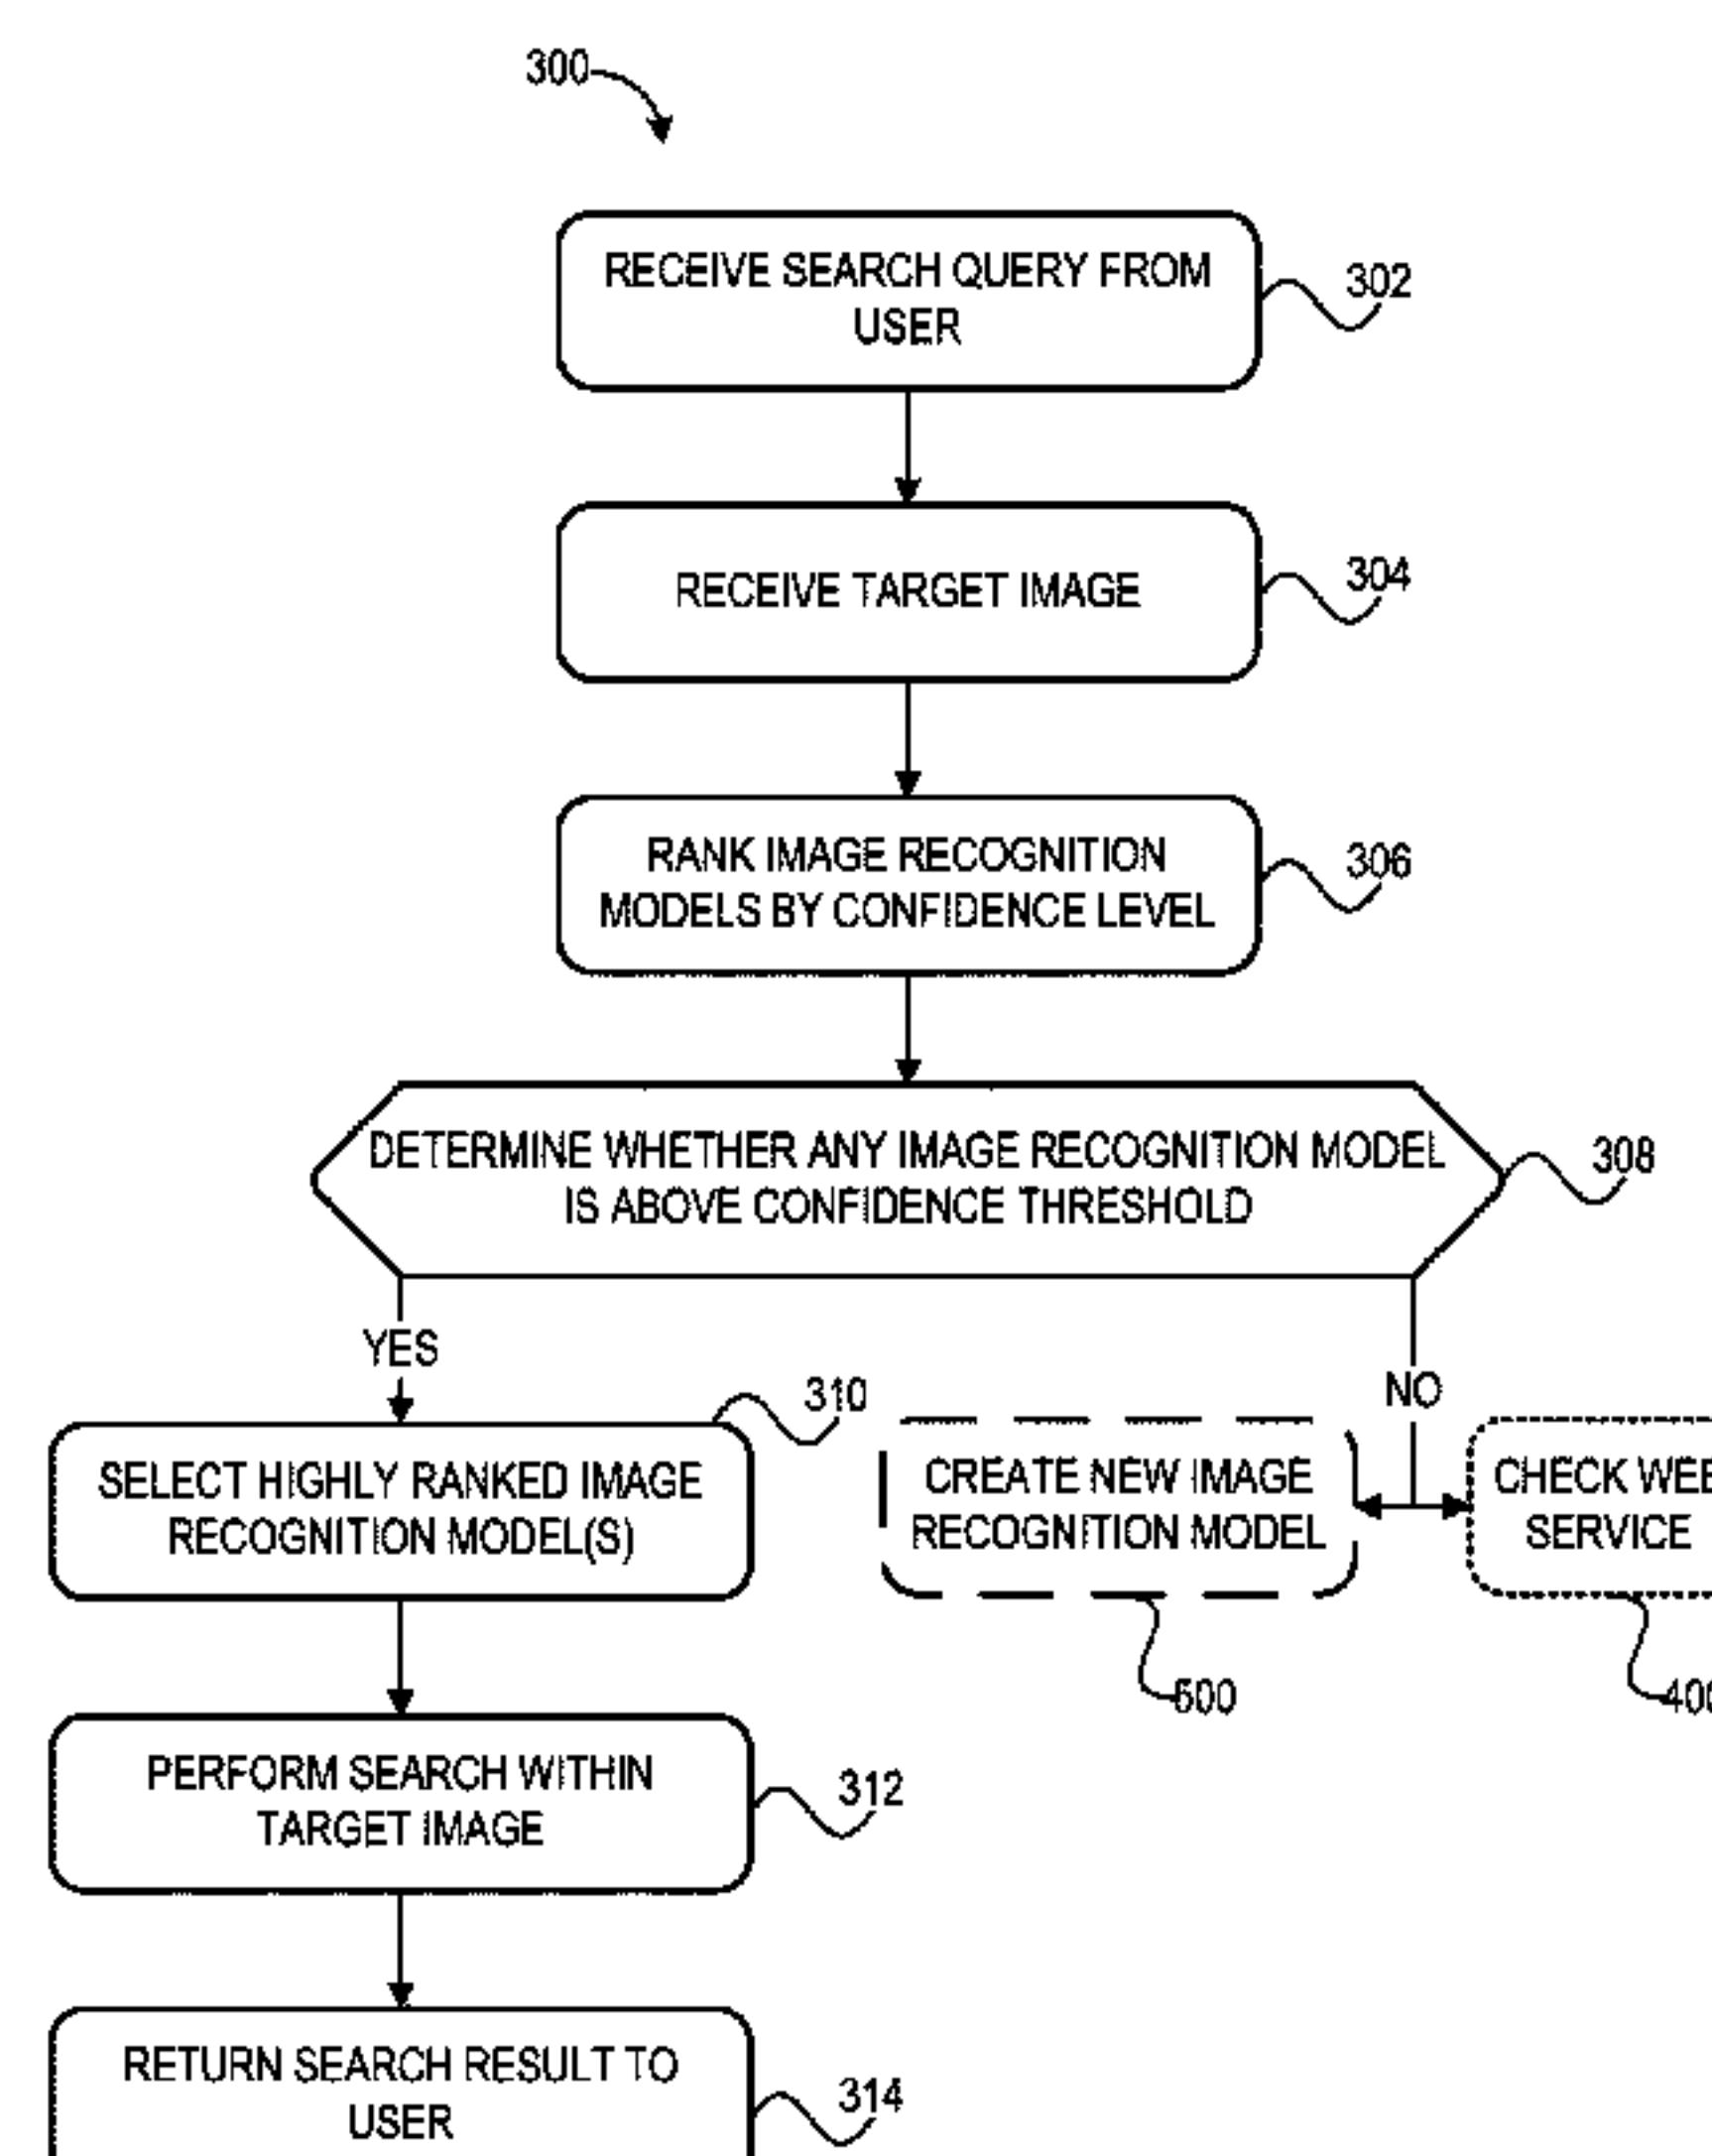 300
RECEIVE SEARCH QUERY FROM
USER
302
RECEIVE TARGET IMAGE
304
RANK IMAGE RECOGNITION
MODELS BY CONFIDENCE LEVEL
306
DETERMINE WHETHER ANY IMAGE RECOGNITION MODEL
IS ABOVE CONFIDENCE THRESHOLD
308
YES
NO
310
SELECT HIGHLY RANKED IMAGE
RECOGNITION MODEL(S)
CREATE NEW IMAGE
RECOGNITION MODEL
CHECK
SERVICE
500
PERFORM SEARCH WITHIN
TARGET IMAGE
312
RETURN SEARCH RESULT TO
USER
314